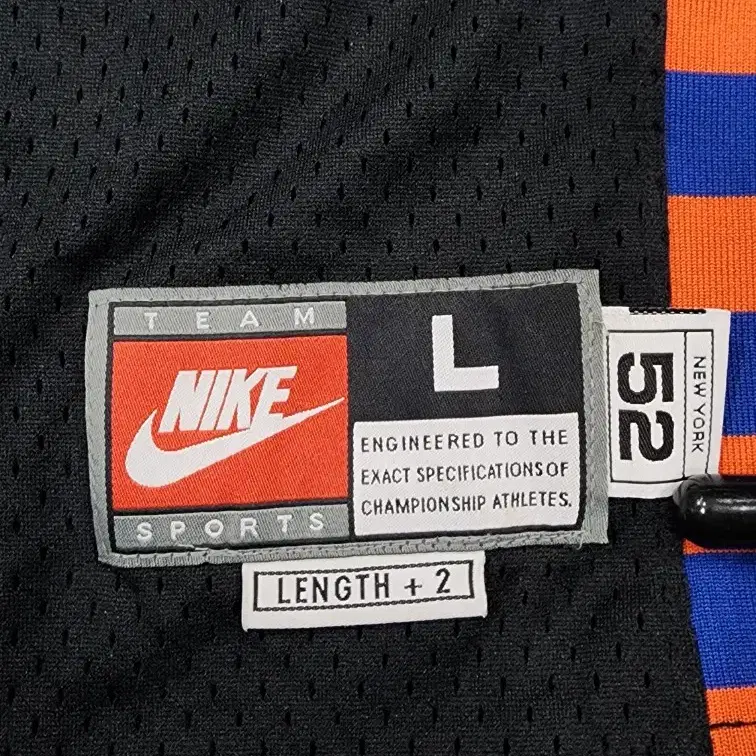 TEAM
NIKE
SPORTS
L
ENGINEERED TO THE
EXACT SPECIFICATIONS OF
CHAMPIONSHIP ATHLETES.
LENGTH + 2
52
NEW YORK